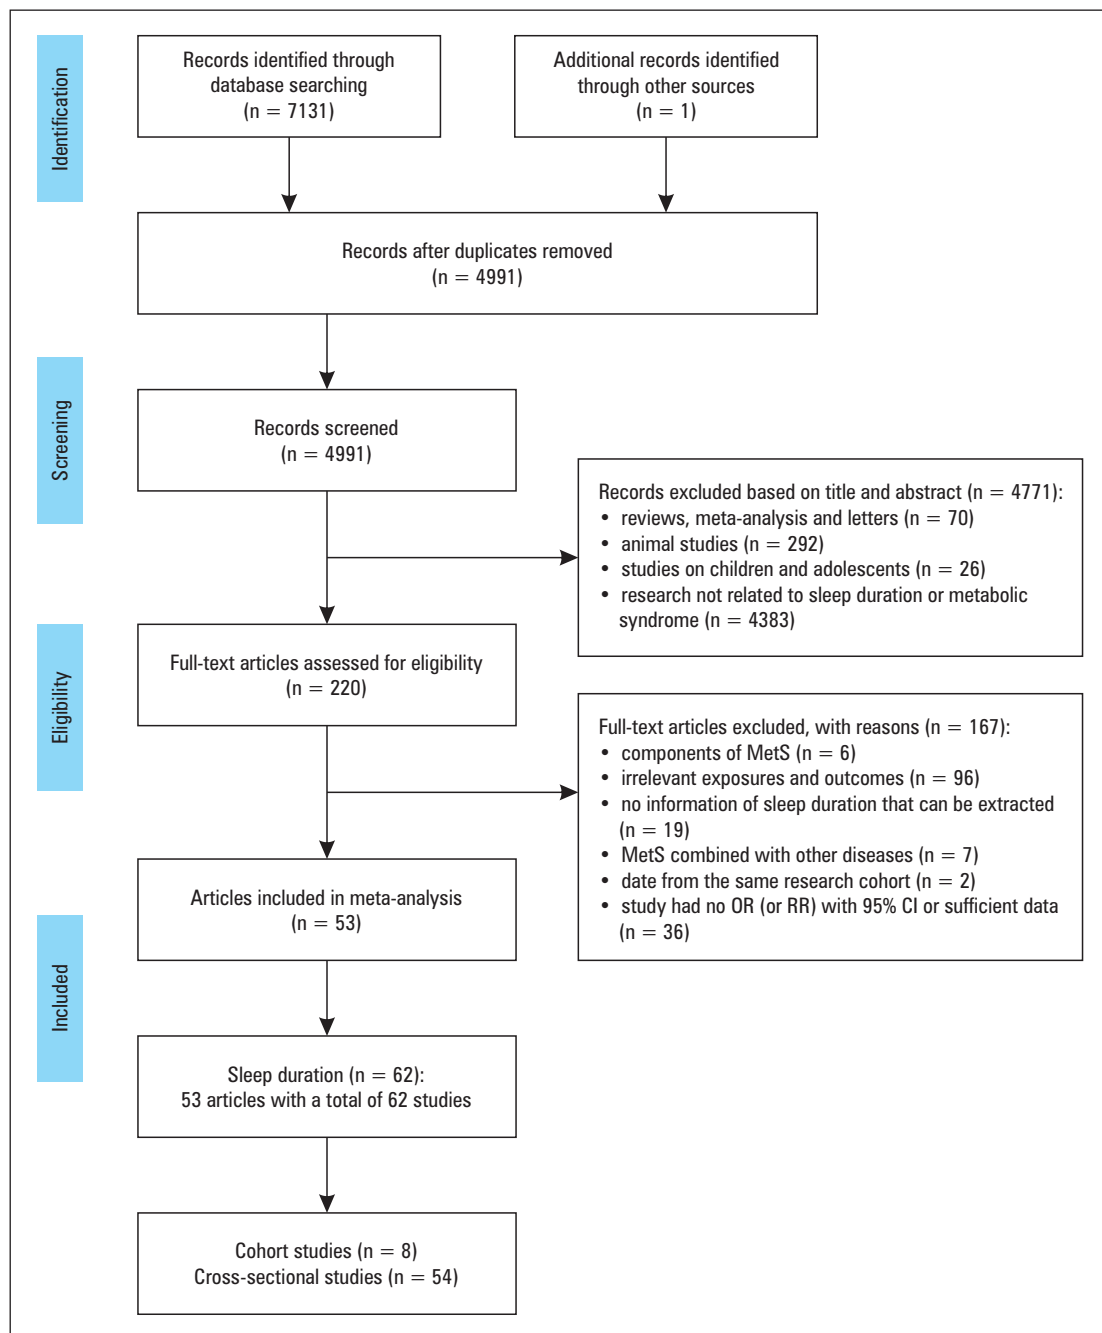 Identification
Records identified through
database searching
(n = 7131)
Additional records identified
through other sources
(n = 1)
Records after duplicates removed
(n = 4991)
Screening
Records screened
(n = 4991)
Records excluded based on title and abstract (n = 4771):
• reviews, meta-analysis and letters (n = 70)
• animal studies (n = 292)
• studies on children and adolescents (n = 26)
• research not related to sleep duration or metabolic
syndrome (n = 4383)
Eligibility
Full-text articles assessed for eligibility
(n = 220)
Full-text articles excluded, with reasons (n = 167):
• components of MetS (n = 6)
• irrelevant exposures and outcomes (n = 96)
• no information of sleep duration that can be extracted
(n = 19)
• MetS combined with other diseases (n = 7)
• date from the same research cohort (n = 2)
• study had no OR (or RR) with 95% CI or sufficient data
(n = 36)
Articles included in meta-analysis
(n = 53)
Included
Sleep duration (n = 62):
53 articles with a total of 62 studies
Cohort studies (n = 8)
Cross-sectional studies (n = 54)